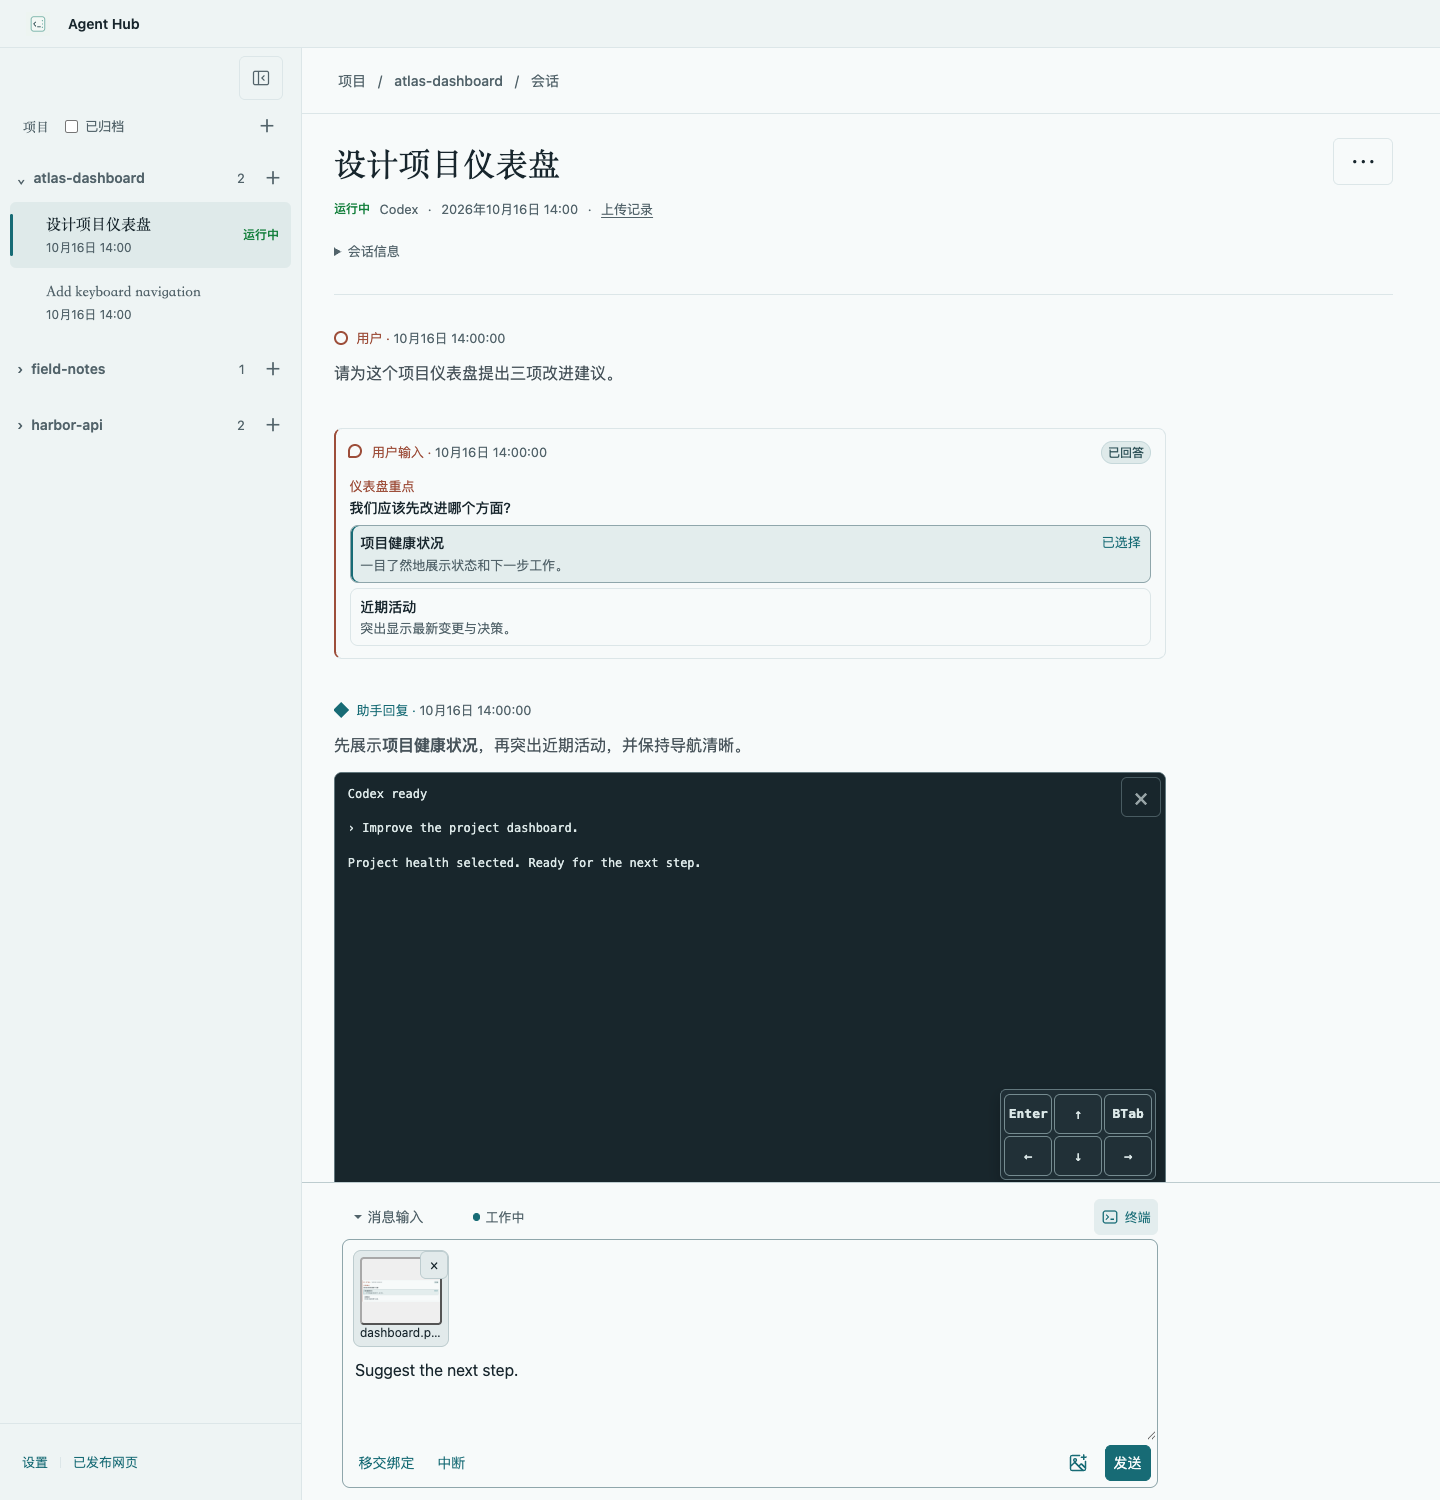 Agent Hub
项目 已归档
atlas-dashboard 2
设计项目仪表盘
10月16日 14:00
运行中
Add keyboard navigation
10月16日 14:00
field-notes 1
harbor-api 2
设置 已发布网页
项目 / atlas-dashboard / 会话
设计项目仪表盘
运行中 Codex · 2026年10月16日 14:00 · 上传记录
会话信息
用户 · 10月16日 14:00:00
请为这个项目仪表盘提出三项改进建议。
用户输入 · 10月16日 14:00:00 已回答
仪表盘重点
我们应该先改进哪个方面？
项目健康状况 已选择
一目了然地展示状态和下一步工作。
近期活动
突出显示最新变更与决策。
助手回复 · 10月16日 14:00:00
先展示项目健康状况，再突出近期活动，并保持导航清晰。
Codex ready
› Improve the project dashboard.
Project health selected. Ready for the next step.
Enter ↑ BTab
← ↓ →
消息输入 工作中 终端
dashboard.p...
Suggest the next step.
移交绑定 中断 发送